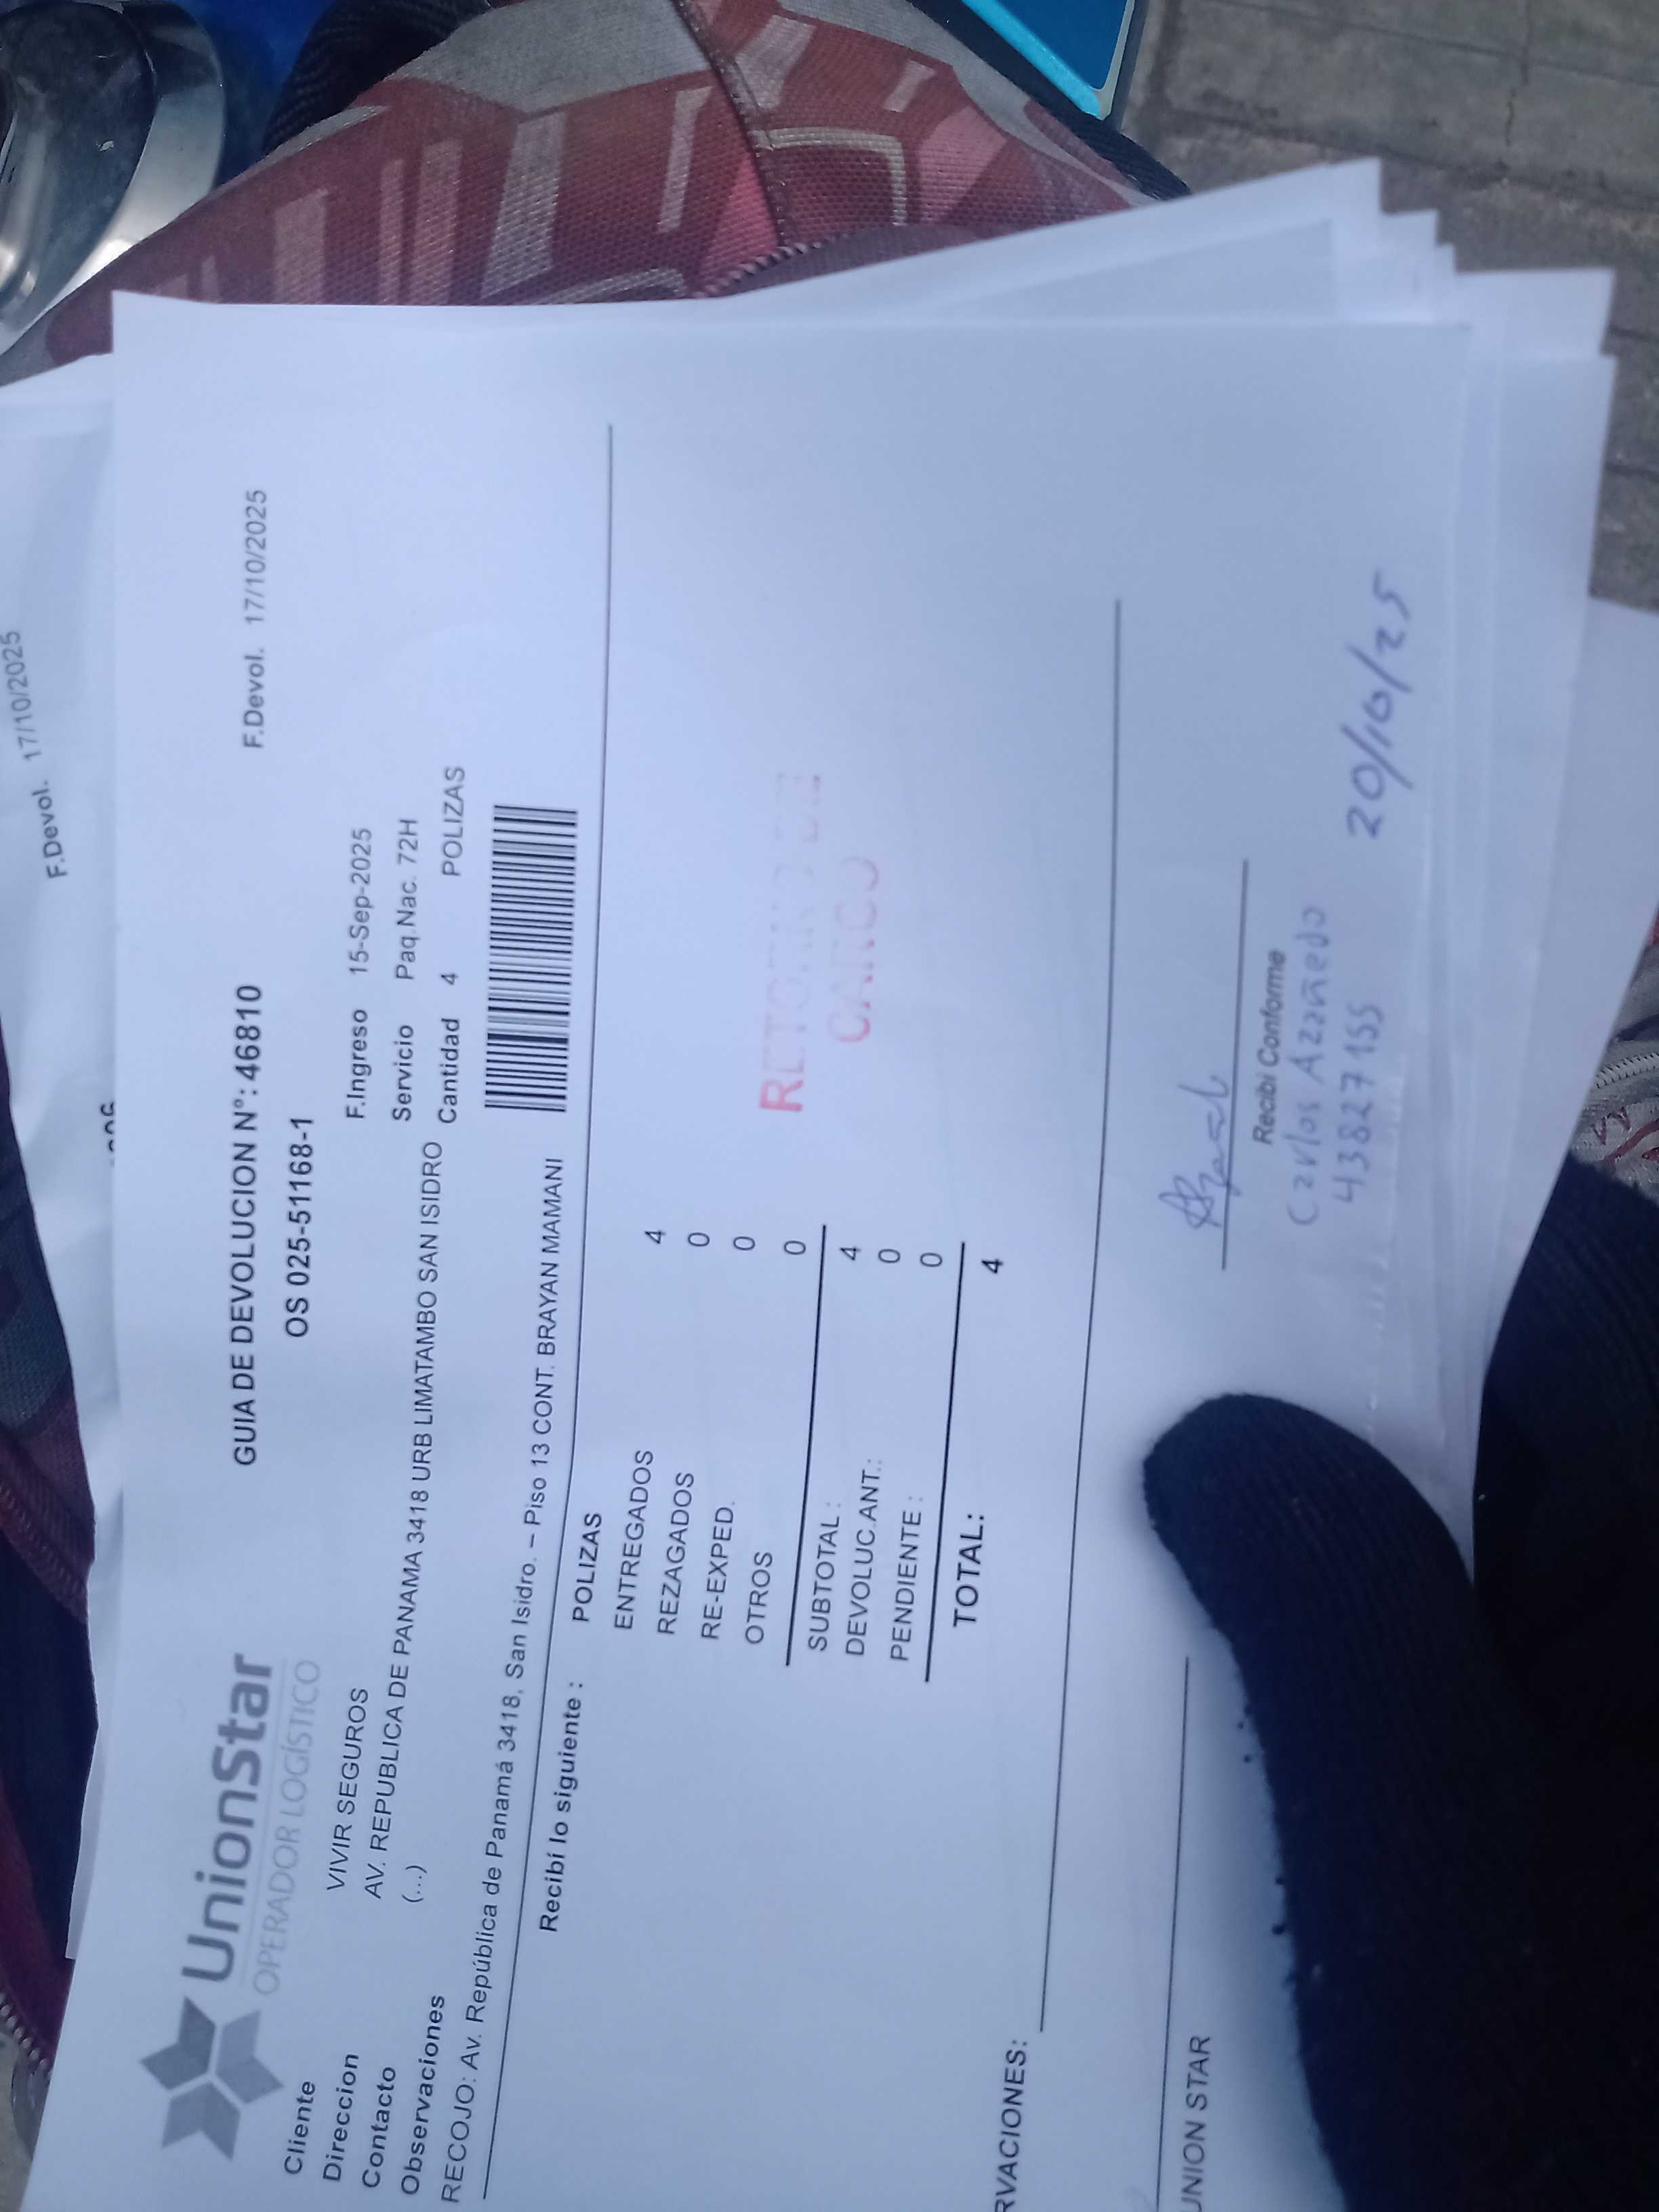 F.Devol. 17/10/2025
UnionStar
OPERADOR LOGÍSTICO
GUIA DE DEVOLUCION N°: 46810
F.Devol. 17/10/2025
OS 025-51168-1
Cliente VIVIR SEGUROS F.Ingreso 15-Sep-2025
Direccion AV. REPUBLICA DE PANAMA 3418 URB LIMATAMBO SAN ISIDRO Servicio Paq.Nac. 72H
Contacto (...) Cantidad 4 POLIZAS
Observaciones
RECOJO: Av. República de Panamá 3418, San Isidro. – Piso 13 CONT. BRAYAN MAMANI
Recibí lo siguiente : POLIZAS
ENTREGADOS 4
REZAGADOS 0
RE-EXPED. 0
OTROS 0
SUBTOTAL : 4
DEVOLUC.ANT.: 0
PENDIENTE : 0
TOTAL: 4
RETORNO DE
CARGO
RVACIONES:
UNION STAR
Recibi Conforme
Carlos Azañedo
43827155
20/10/25